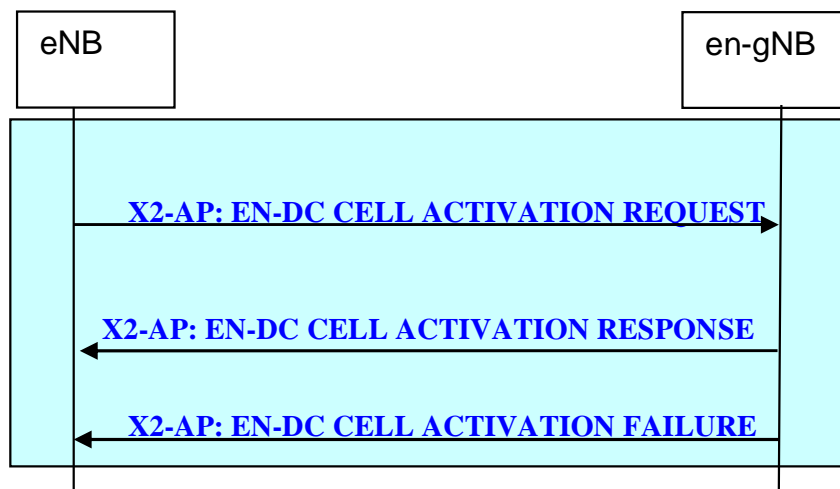 eNB
en-gNB
X2-AP: EN-DC CELL ACTIVATION REQUEST
X2-AP: EN-DC CELL ACTIVATION RESPONSE
X2-AP: EN-DC CELL ACTIVATION FAILURE